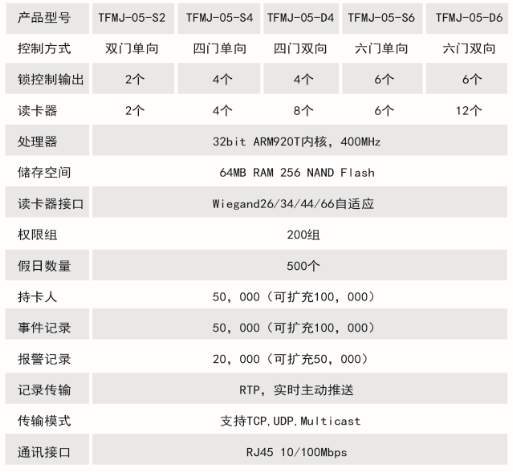 产品型号 TFMJ-05-S2 TFMJ-05-S4 TFMJ-05-D4 TFMJ-05-S6 TFMJ-05-D6
控制方式 双门单向 四门单向 四门双向 六门单向 六门双向
锁控制输出 2个 4个 4个 6个 6个
读卡器 2个 4个 8个 6个 12个
处理器 32bit ARM920T内核，400MHz
储存空间 64MB RAM 256 NAND Flash
读卡器接口 Wiegand26/34/44/66自适应
权限组 200组
假日数量 500个
持卡人 50，000（可扩充100，000）
事件记录 50，000（可扩充100，000）
报警记录 20，000（可扩充50，000）
记录传输 RTP，实时主动推送
传输模式 支持TCP,UDP,Multicast
通讯接口 RJ45 10/100Mbps